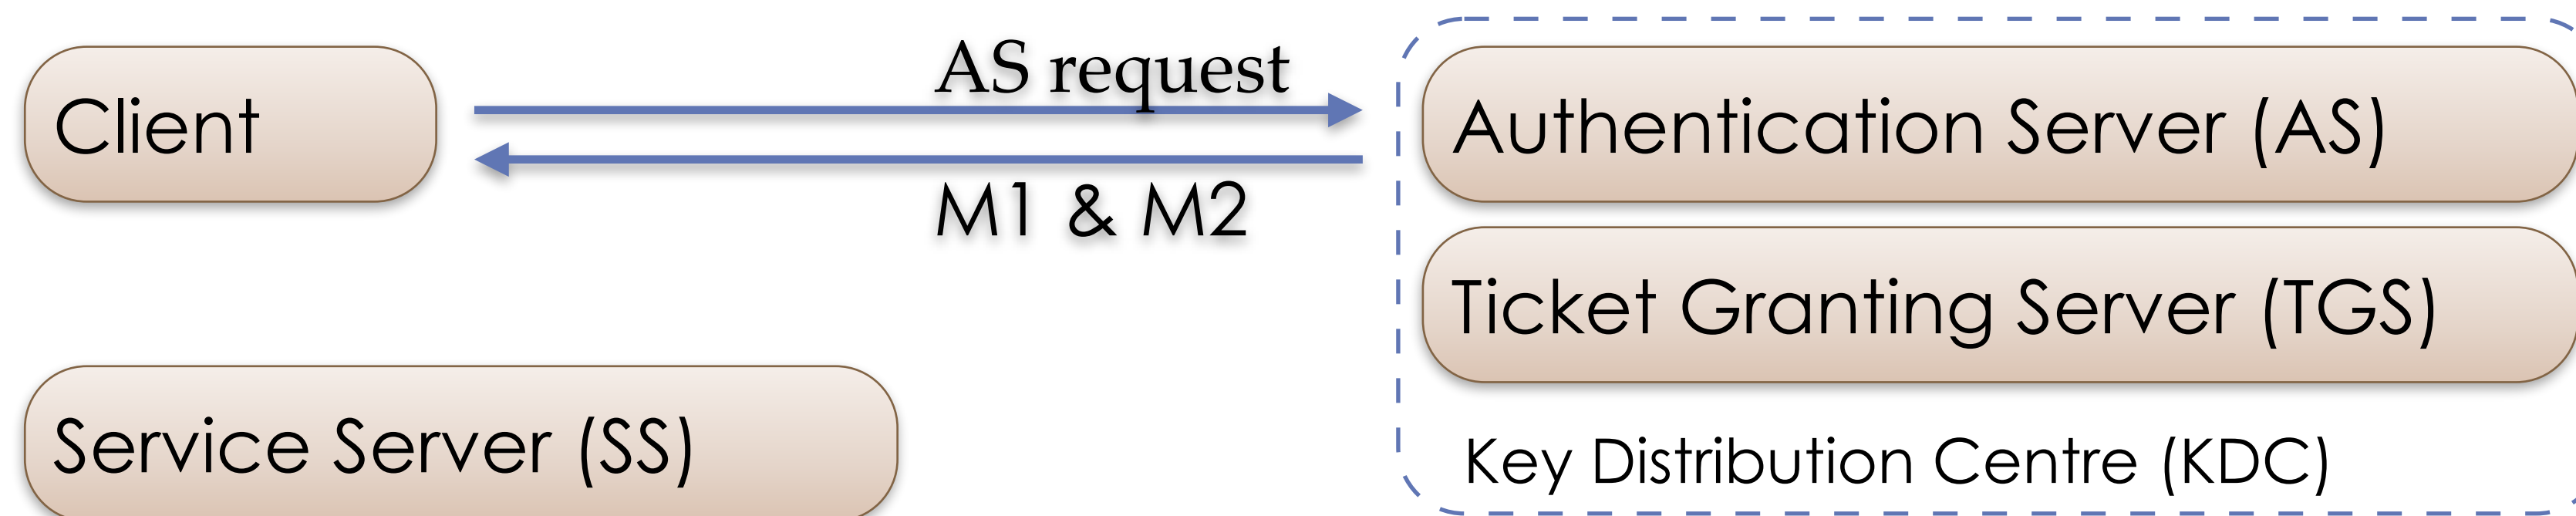 Client
AS request
M1 & M2
Authentication Server (AS)
Ticket Granting Server (TGS)
Service Server (SS)
Key Distribution Centre (KDC)